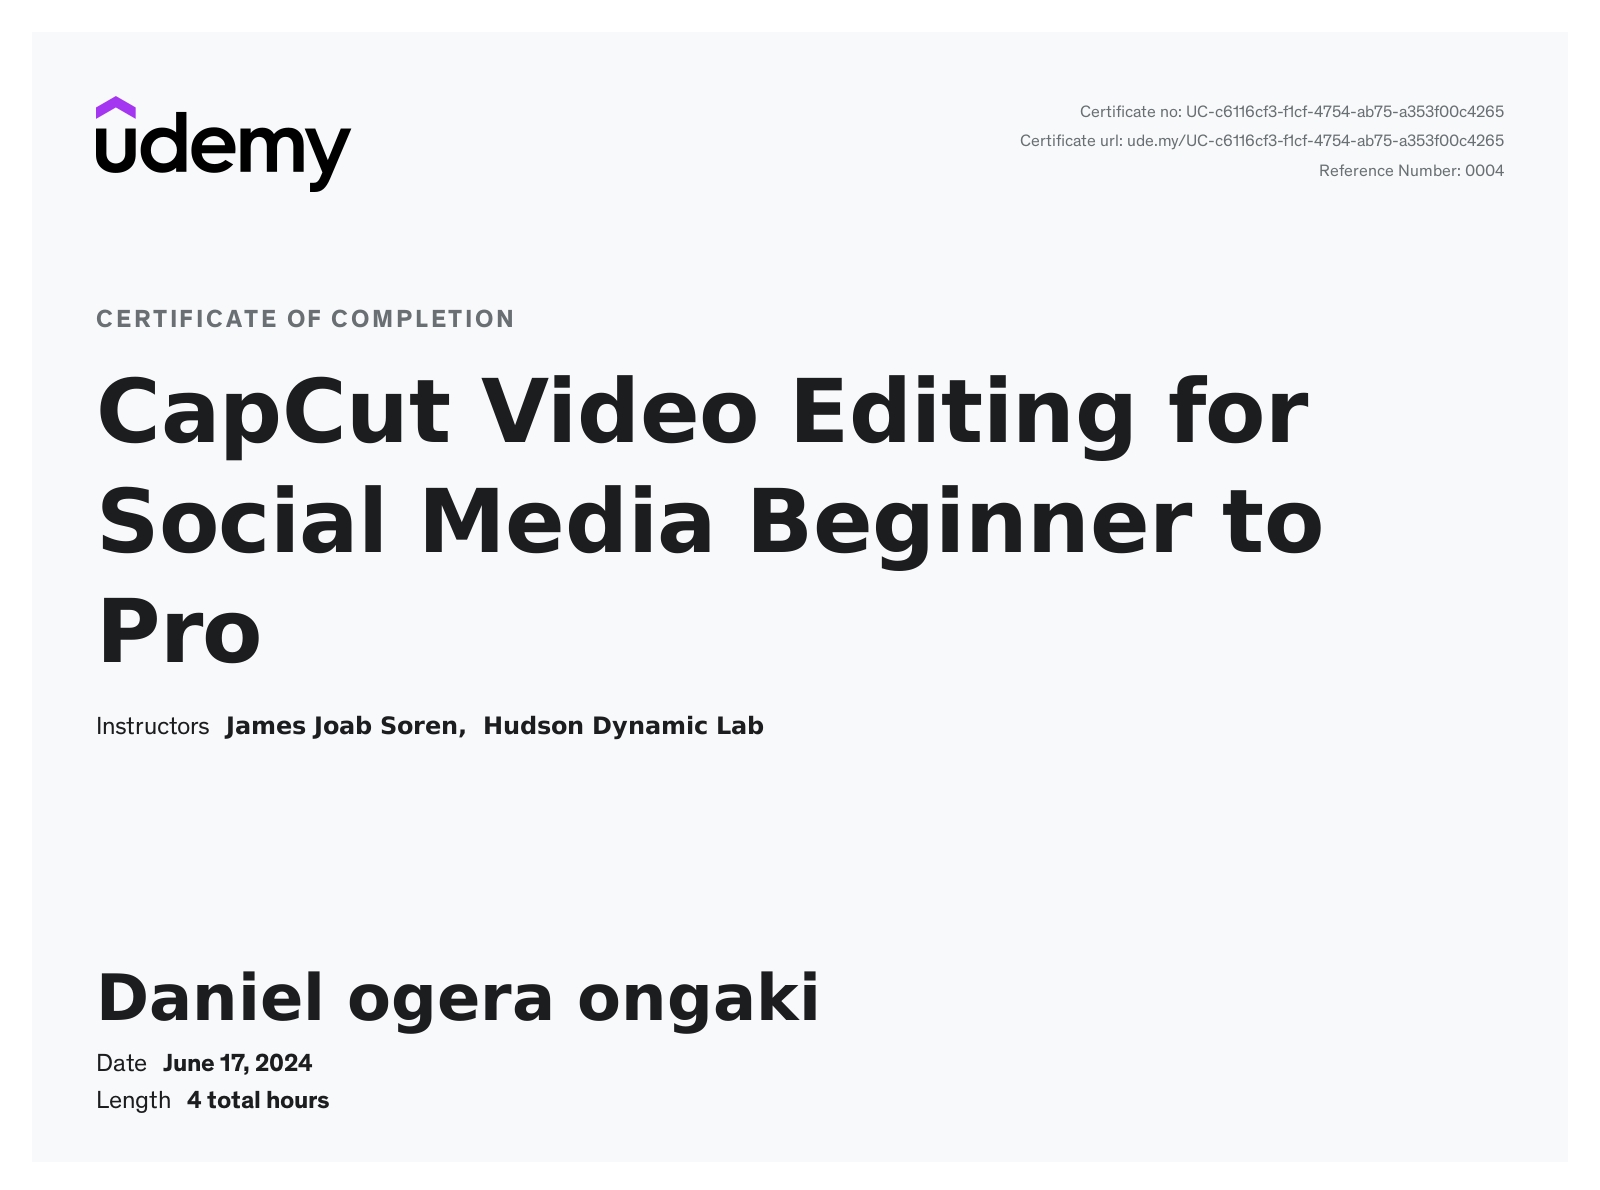 udemy
Certificate no: UC-c6116cf3-f1cf-4754-ab75-a353f00c4265
Certificate url: ude.my/UC-c6116cf3-f1cf-4754-ab75-a353f00c4265
Reference Number: 0004
CERTIFICATE OF COMPLETION
CapCut Video Editing for
Social Media Beginner to
Pro
Instructors James Joab Soren, Hudson Dynamic Lab
Daniel ogera ongaki
Date June 17, 2024
Length 4 total hours